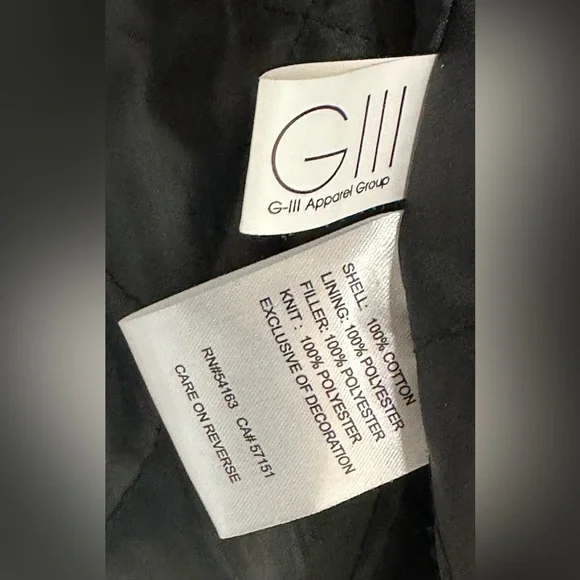 GIII
G-III Apparel Group
SHELL: 100% COTTON
LINING: 100% POLYESTER
FILLER: 100% POLYESTER
KNIT : 100% POLYESTER
EXCLUSIVE OF DECORATION
RN#54163 CA# 57151
CARE ON REVERSE